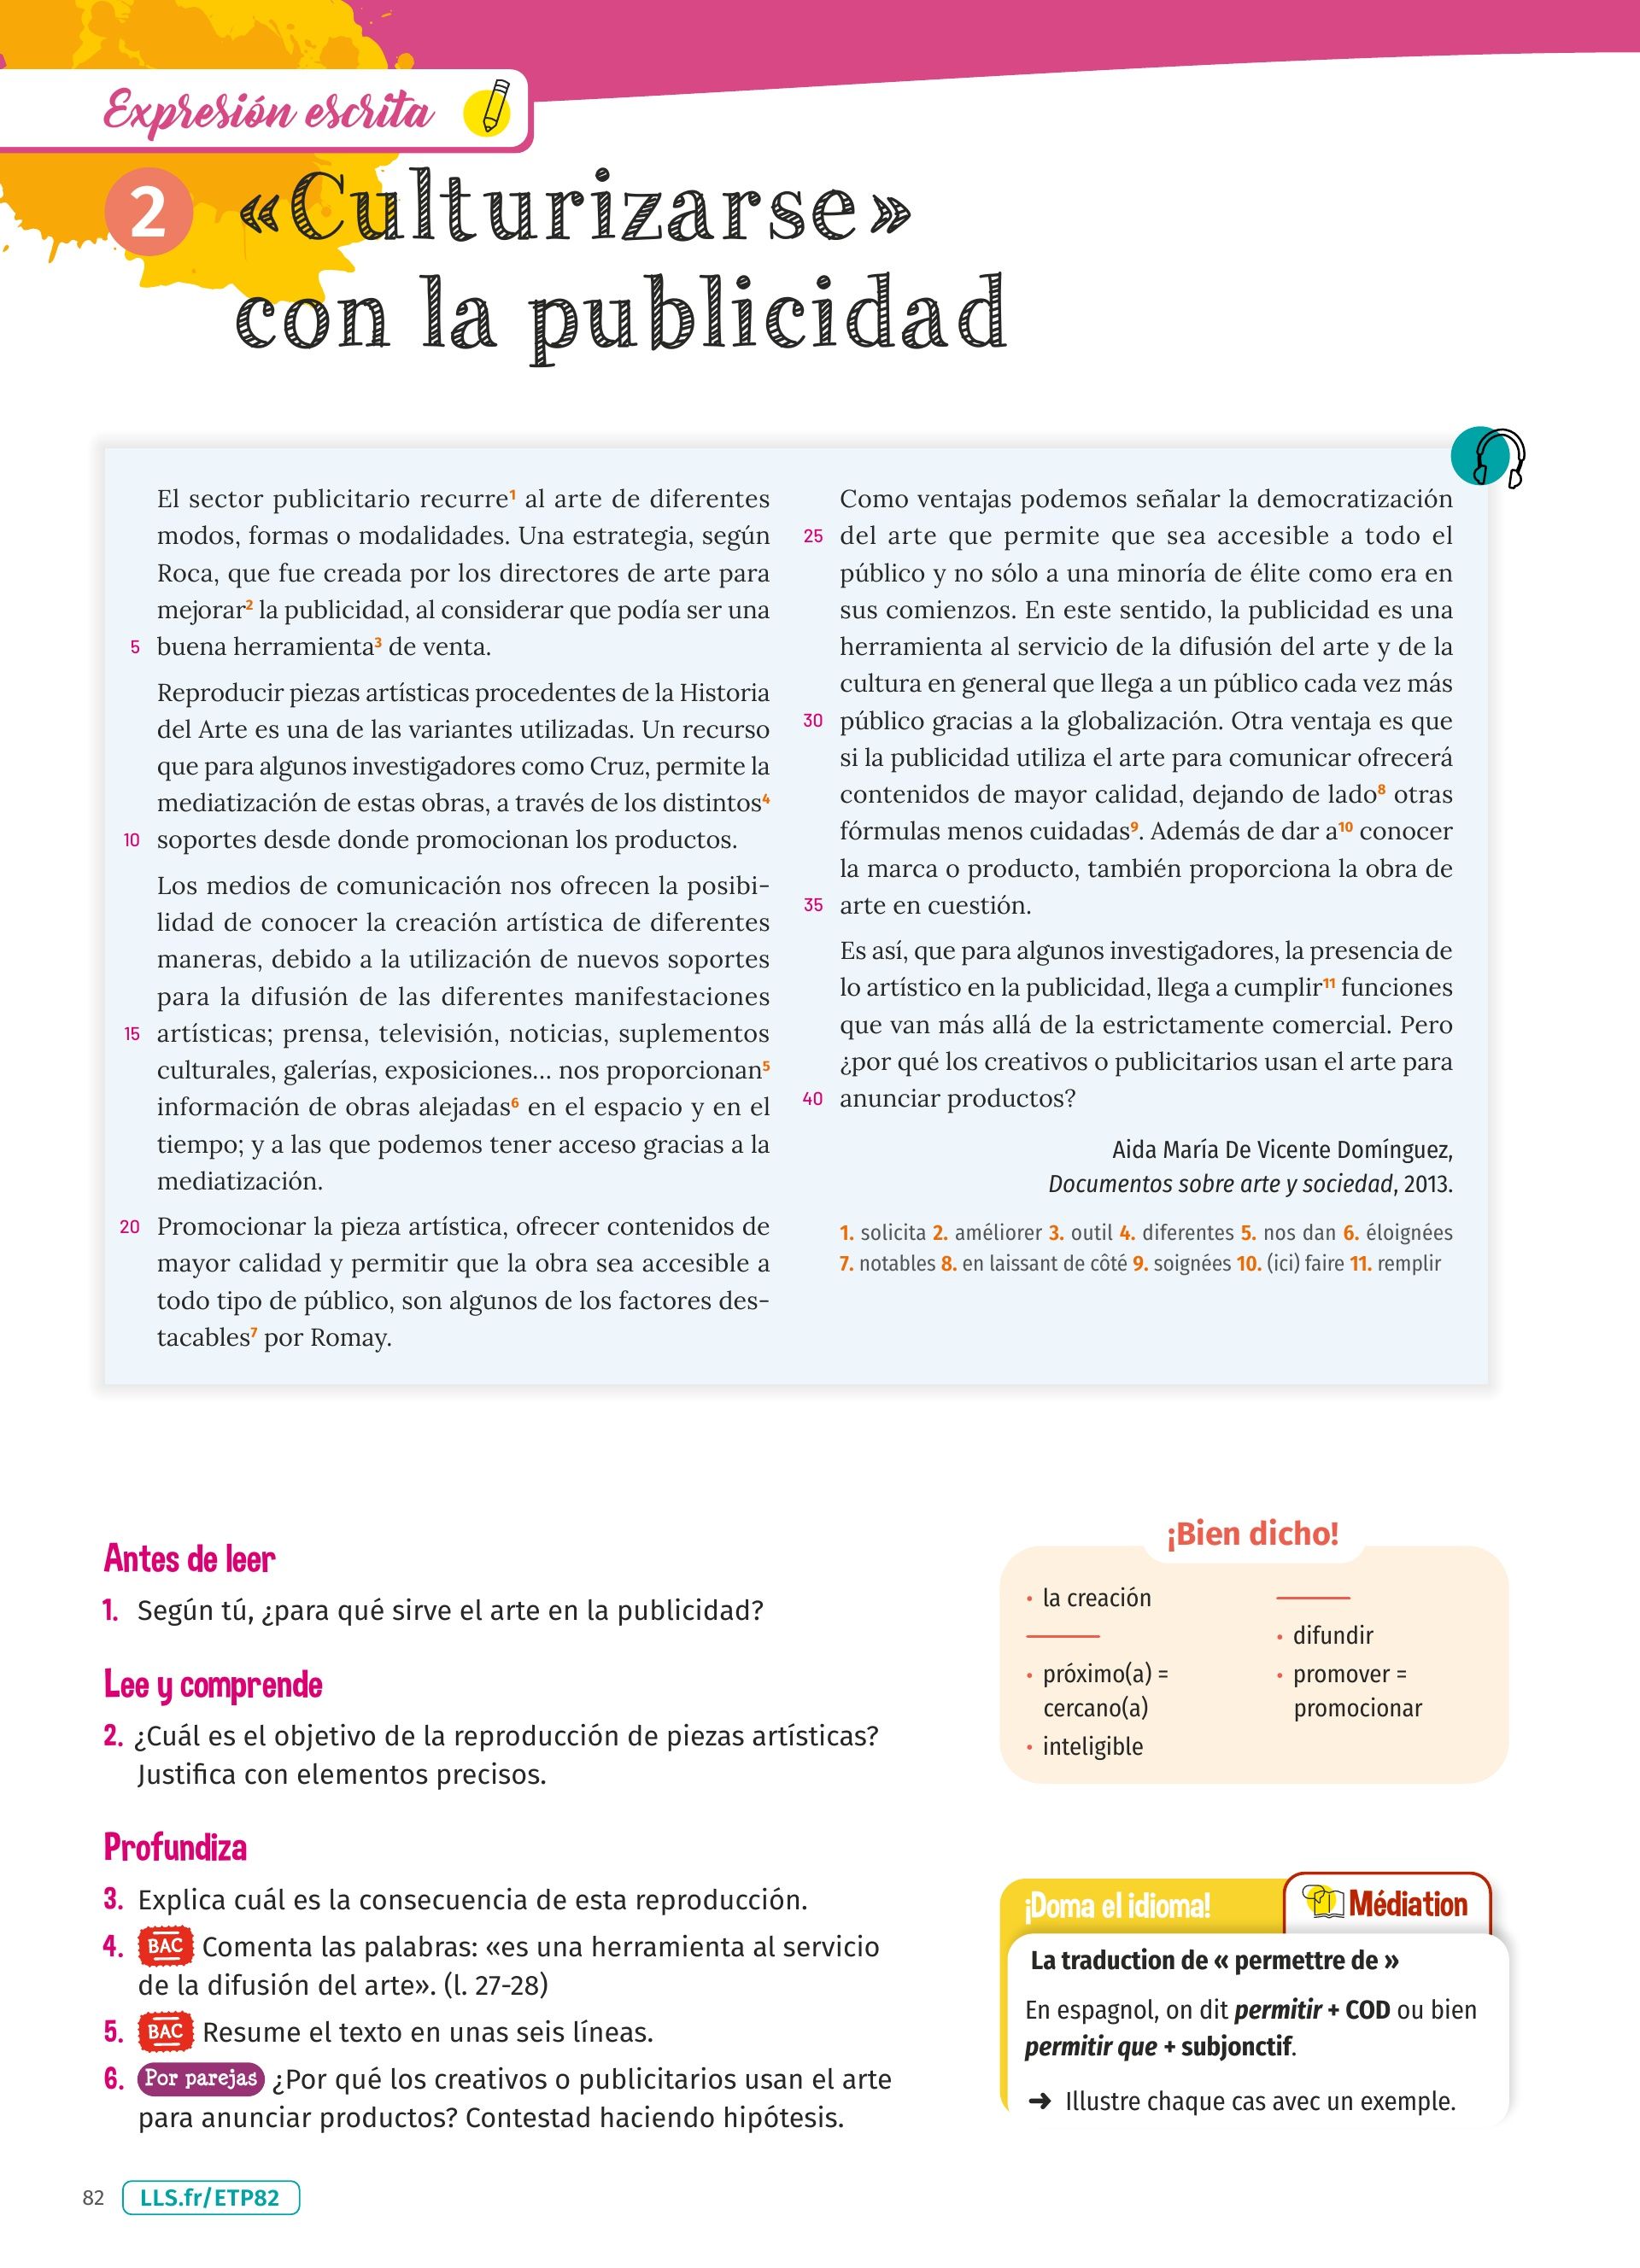 Expresión escrita
2 «Culturizarse»
con la publicidad
El sector publicitario recurre1 al arte de diferentes
modos, formas o modalidades. Una estrategia, según
Roca, que fue creada por los directores de arte para
mejorar2 la publicidad, al considerar que podía ser una
5 buena herramienta3 de venta.
Reproducir piezas artísticas procedentes de la Historia
del Arte es una de las variantes utilizadas. Un recurso
que para algunos investigadores como Cruz, permite la
mediatización de estas obras, a través de los distintos4
10 soportes desde donde promocionan los productos.
Los medios de comunicación nos ofrecen la posibi-
lidad de conocer la creación artística de diferentes
maneras, debido a la utilización de nuevos soportes
para la difusión de las diferentes manifestaciones
15 artísticas; prensa, televisión, noticias, suplementos
culturales, galerías, exposiciones... nos proporcionan5
información de obras alejadas6 en el espacio y en el
tiempo; y a las que podemos tener acceso gracias a la
mediatización.
20 Promocionar la pieza artística, ofrecer contenidos de
mayor calidad y permitir que la obra sea accesible a
todo tipo de público, son algunos de los factores des-
tacables7 por Romay.
Como ventajas podemos señalar la democratización
25 del arte que permite que sea accesible a todo el
público y no sólo a una minoría de élite como era en
sus comienzos. En este sentido, la publicidad es una
herramienta al servicio de la difusión del arte y de la
cultura en general que llega a un público cada vez más
30 público gracias a la globalización. Otra ventaja es que
si la publicidad utiliza el arte para comunicar ofrecerá
contenidos de mayor calidad, dejando de lado8 otras
fórmulas menos cuidadas9. Además de dar a10 conocer
la marca o producto, también proporciona la obra de
35 arte en cuestión.
Es así, que para algunos investigadores, la presencia de
lo artístico en la publicidad, llega a cumplir11 funciones
que van más allá de la estrictamente comercial. Pero
¿por qué los creativos o publicitarios usan el arte para
40 anunciar productos?
Aida María De Vicente Domínguez,
Documentos sobre arte y sociedad, 2013.
1. solicita 2. améliorer 3. outil 4. diferentes 5. nos dan 6. éloignées
7. notables 8. en laissant de côté 9. soignées 10. (ici) faire 11. remplir
Antes de leer
1. Según tú, ¿para qué sirve el arte en la publicidad?
Lee y comprende
2. ¿Cuál es el objetivo de la reproducción de piezas artísticas?
Justifica con elementos precisos.
Profundiza
3. Explica cuál es la consecuencia de esta reproducción.
4. BAC Comenta las palabras: «es una herramienta al servicio
de la difusión del arte». (l. 27-28)
5. BAC Resume el texto en unas seis líneas.
6. Por parejas ¿Por qué los creativos o publicitarios usan el arte
para anunciar productos? Contestad haciendo hipótesis.
¡Bien dicho!
• la creación
• próximo(a) =
cercano(a)
• inteligible
• difundir
• promover =
promocionar
¡Doma el idioma!
Médiation
La traduction de « permettre de »
En espagnol, on dit permitir + COD ou bien
permitir que + subjonctif.
➜ Illustre chaque cas avec un exemple.
82 LLS.fr/ETP82